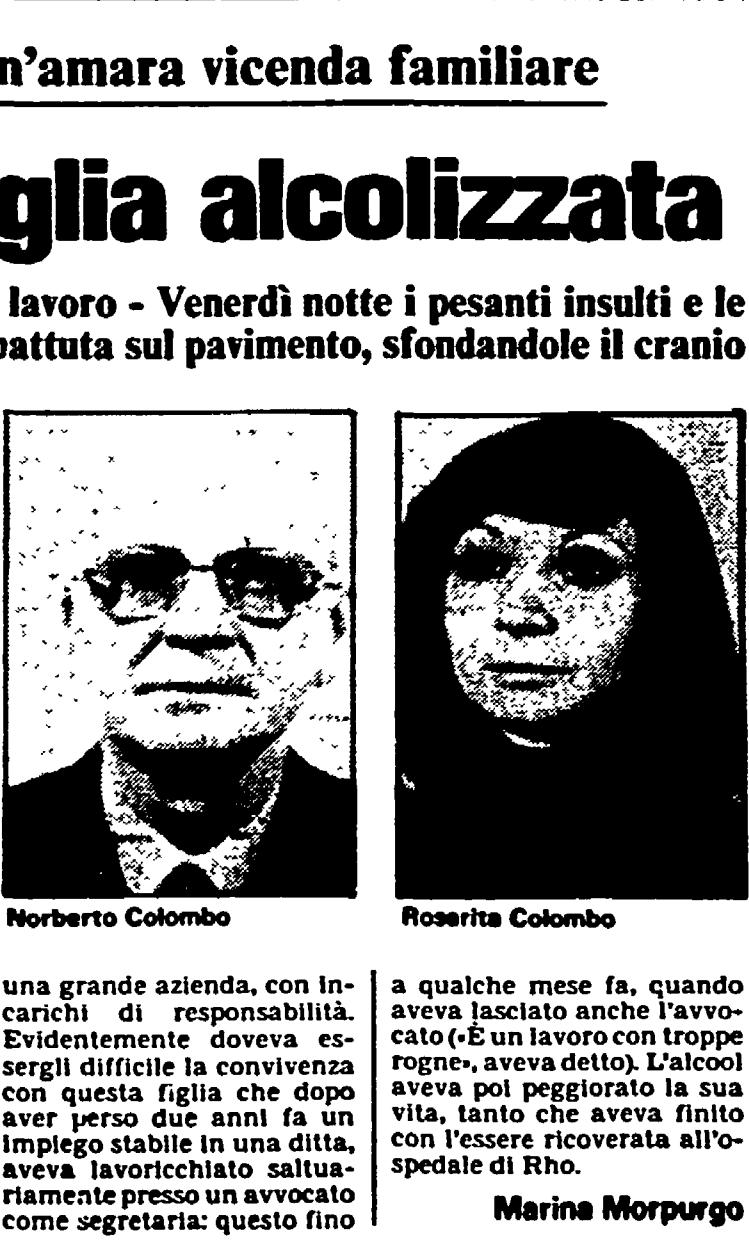 n'amara vicenda familiare
glia alcolizzata
lavoro - Venerdì notte i pesanti insulti e le
battuta sul pavimento, sfondandole il cranio
Norberto Colombo
Roserita Colombo
una grande azienda, con in-
carichi di responsabilità.
Evidentemente doveva es-
sergli difficile la convivenza
con questa figlia che dopo
aver perso due anni fa un
impiego stabile in una ditta,
aveva lavoricchiato saltua-
riamente presso un avvocato
come segretaria: questo fino
a qualche mese fa, quando
aveva lasciato anche l'avvo-
cato («È un lavoro con troppe
rogne», aveva detto). L'alcool
aveva poi peggiorato la sua
vita, tanto che aveva finito
con l'essere ricoverata all'o-
spedale di Rho.
Marina Morpurgo